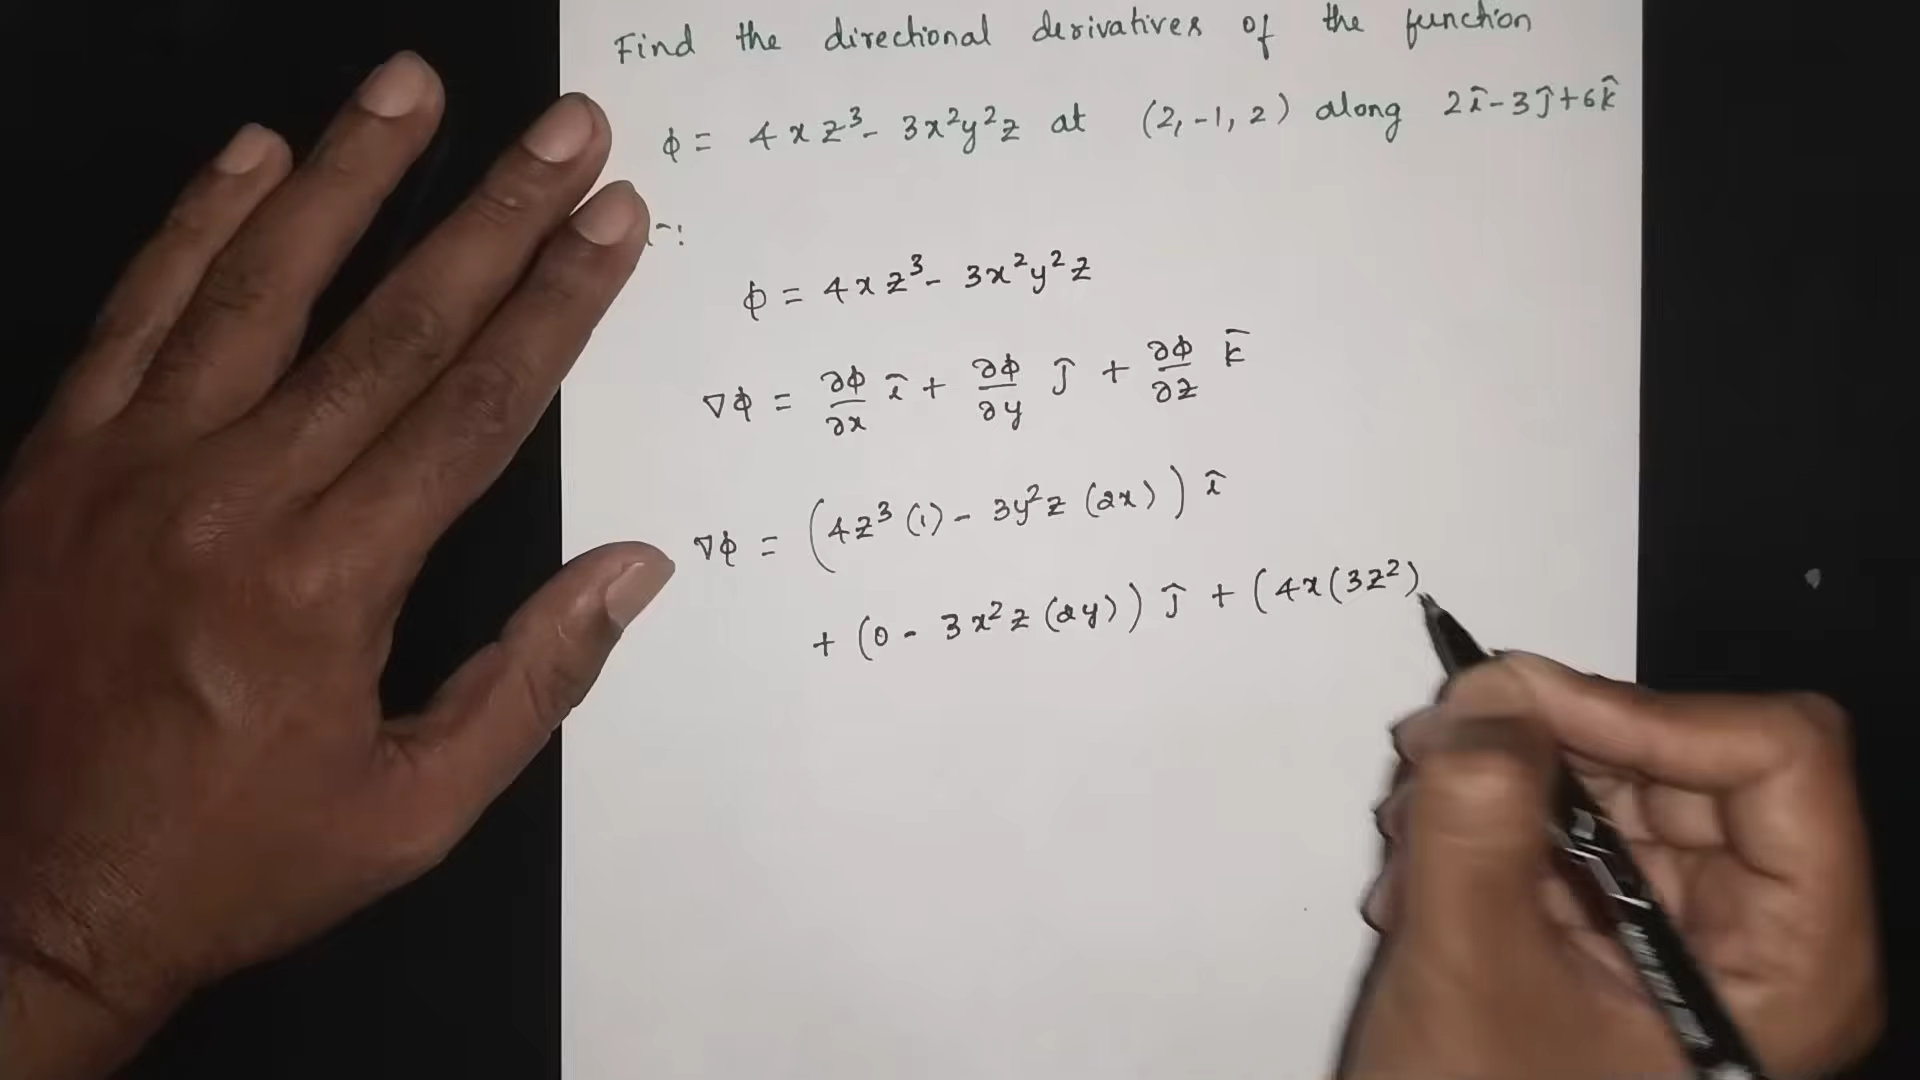 Find the directional derivatives of the function
ϕ = 4xz³ - 3x²y²z at (2, -1, 2) along 2î - 3ĵ + 6k̂
ϕ = 4xz³ - 3x²y²z
∇ϕ = ∂ϕ/∂x î + ∂ϕ/∂y ĵ + ∂ϕ/∂z k̄
∇ϕ = (4z³(1) - 3y²z(2x)) î
+ (0 - 3x²z(2y)) ĵ + (4x(3z²)